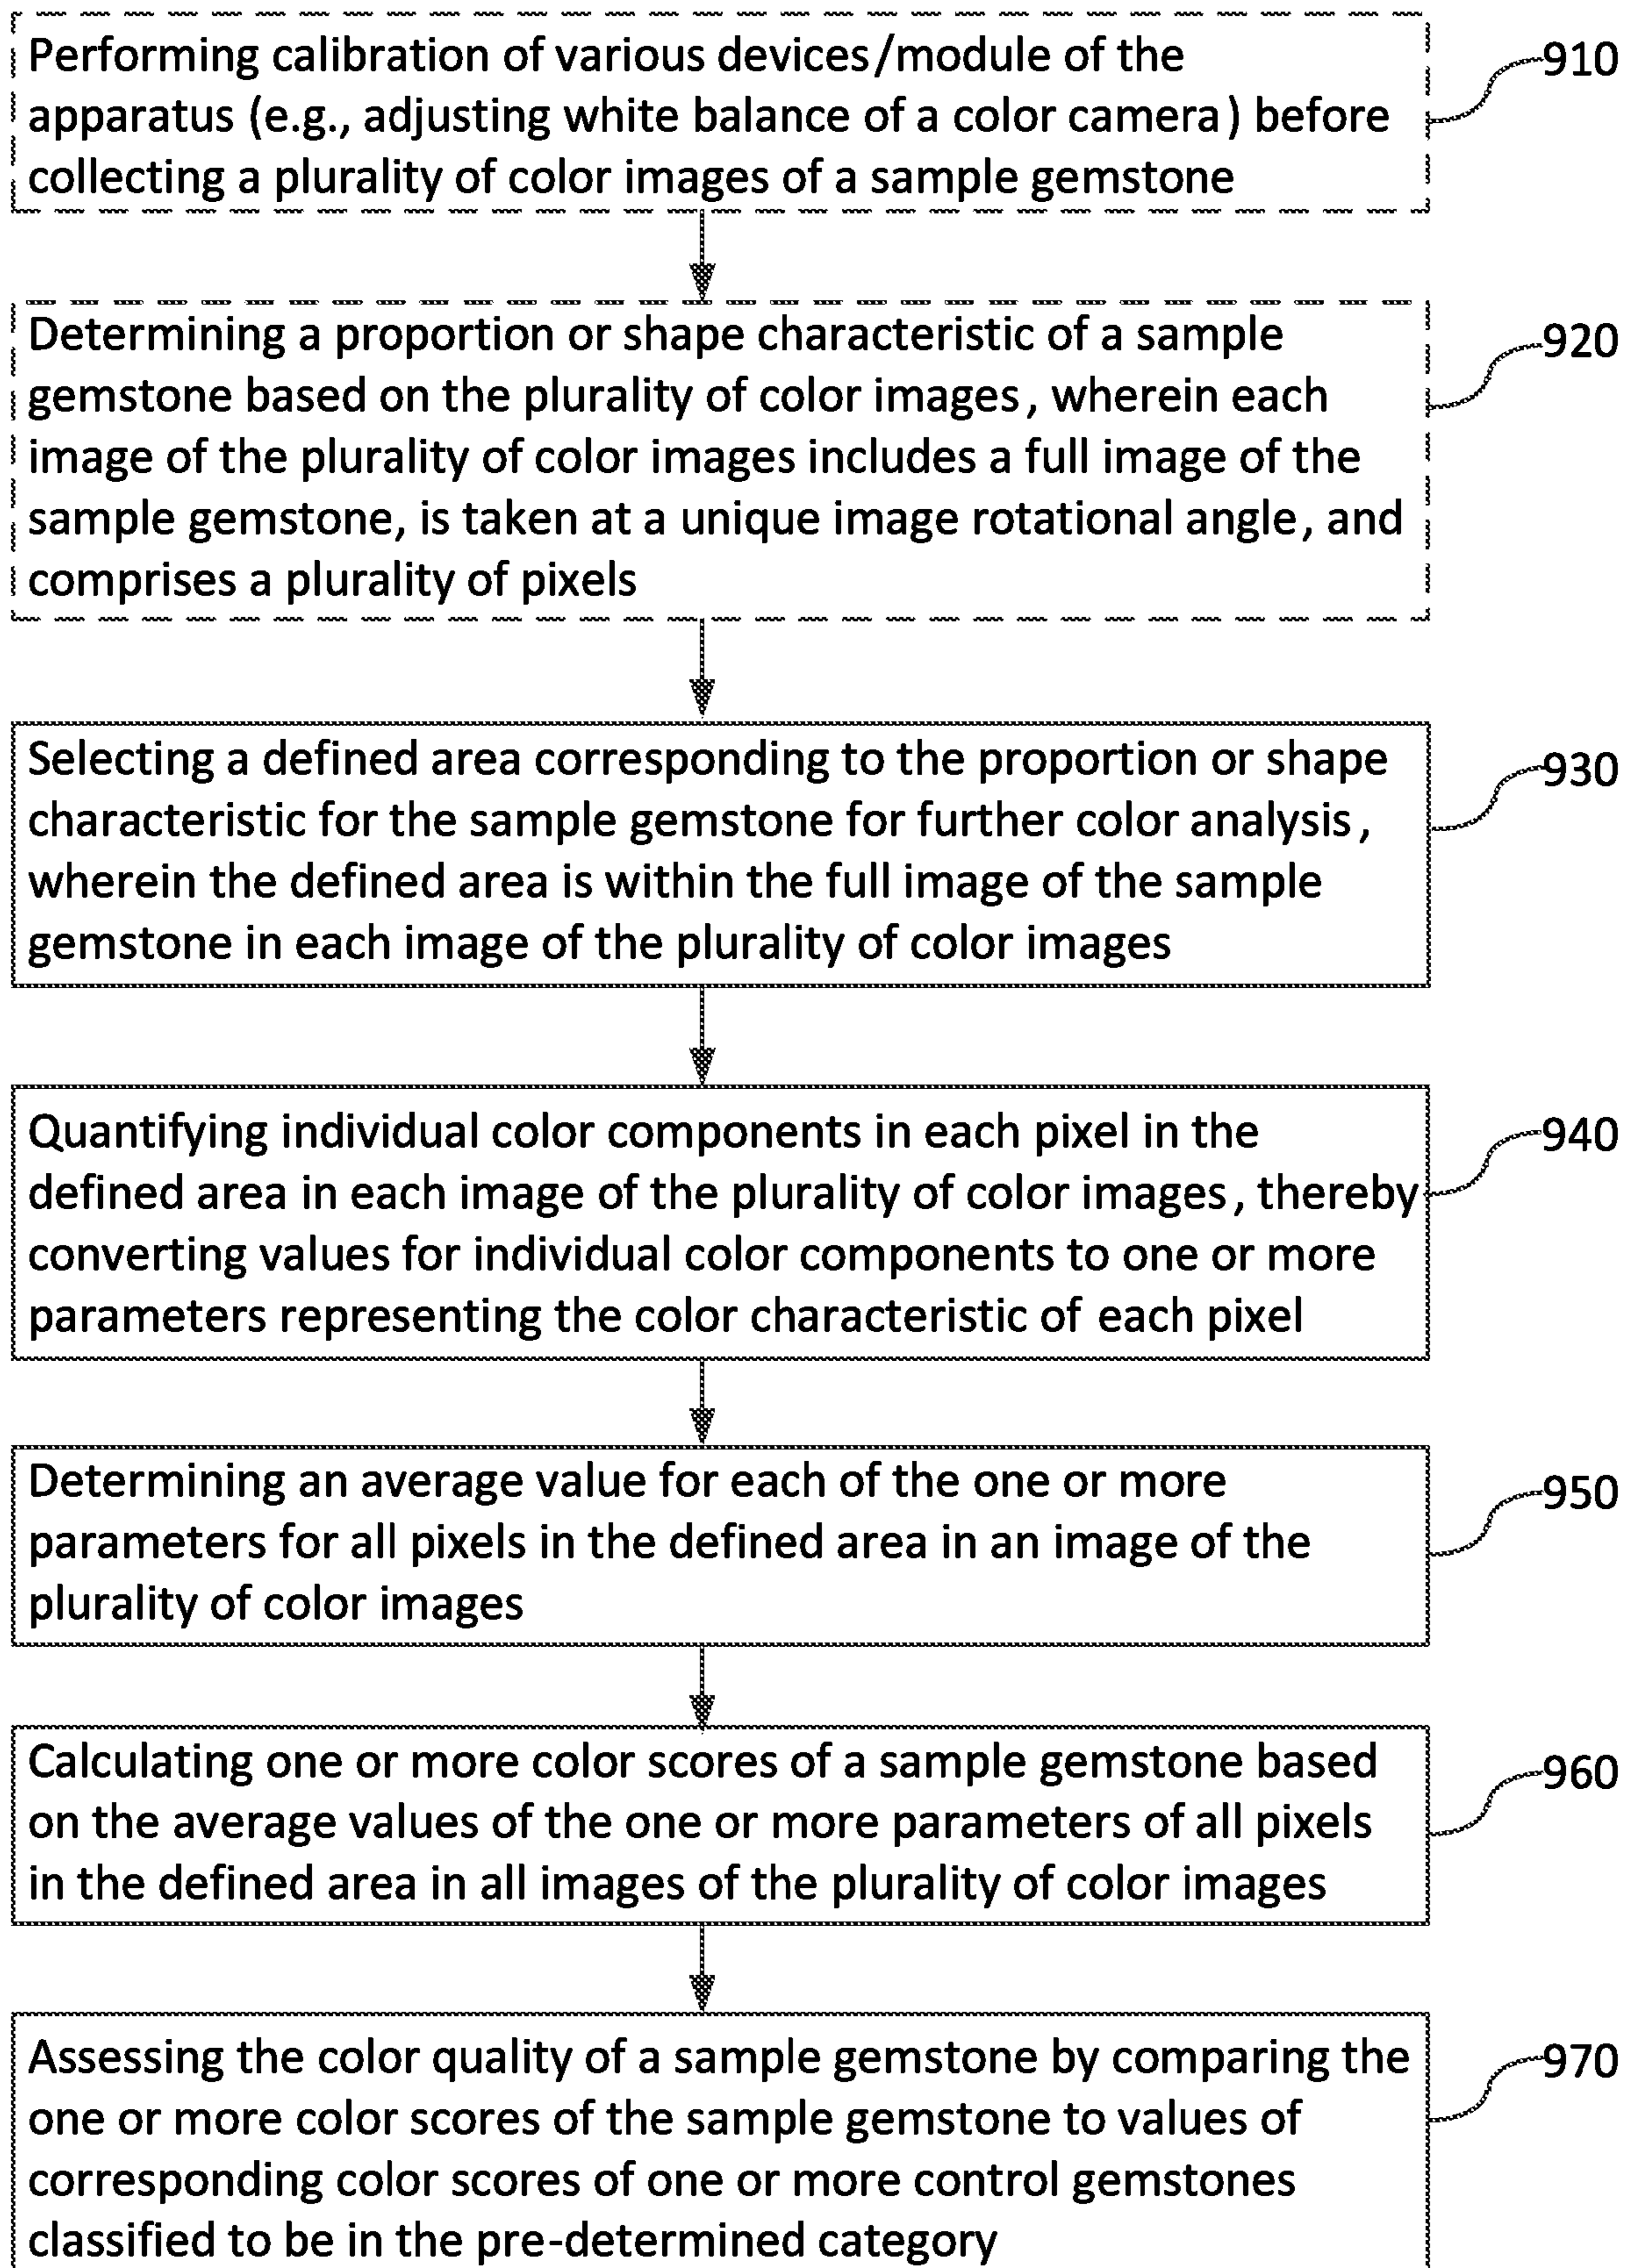 Performing calibration of various devices/module of the
910
apparatus (e.g., adjusting white balance of a color camera) before
collecting a plurality of color images of a sample gemstone
Determining a proportion or shape characteristic of a sample
920
gemstone based on the plurality of color images, wherein each
image of the plurality of color images includes a full image of the
sample gemstone, is taken at a unique image rotational angle, and
comprises a plurality of pixels
Selecting a defined area corresponding to the proportion or shape
930
characteristic for the sample gemstone for further color analysis,
wherein the defined area is within the full image of the sample
gemstone in each image of the plurality of color images
Quantifying individual color components in each pixel in the
940
defined area in each image of the plurality of color images, thereby
converting values for individual color components to one or more
parameters representing the color characteristic of each pixel
Determining an average value for each of the one or more
950
parameters for all pixels in the defined area in an image of the
plurality of color images
Calculating one or more color scores of a sample gemstone based
960
on the average values of the one or more parameters of all pixels
in the defined area in all images of the plurality of color images
Assessing the color quality of a sample gemstone by comparing the
970
one or more color scores of the sample gemstone to values of
corresponding color scores of one or more control gemstones
classified to be in the pre-determined category